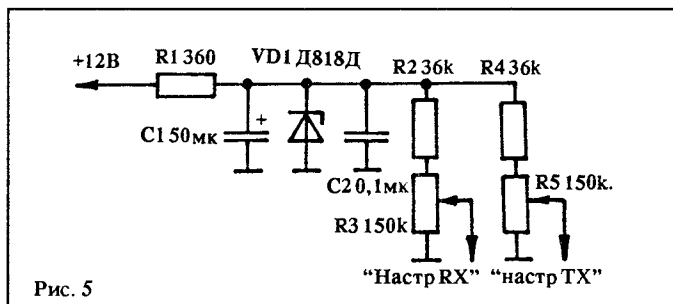 +12В
R1 360
VD1 Д818Д
R2 36k
R4 36k
+
C1 50мк
C2 0,1мк
R3 150k
R5 150k.
“Настр RX”
“настр TX”
Рис. 5